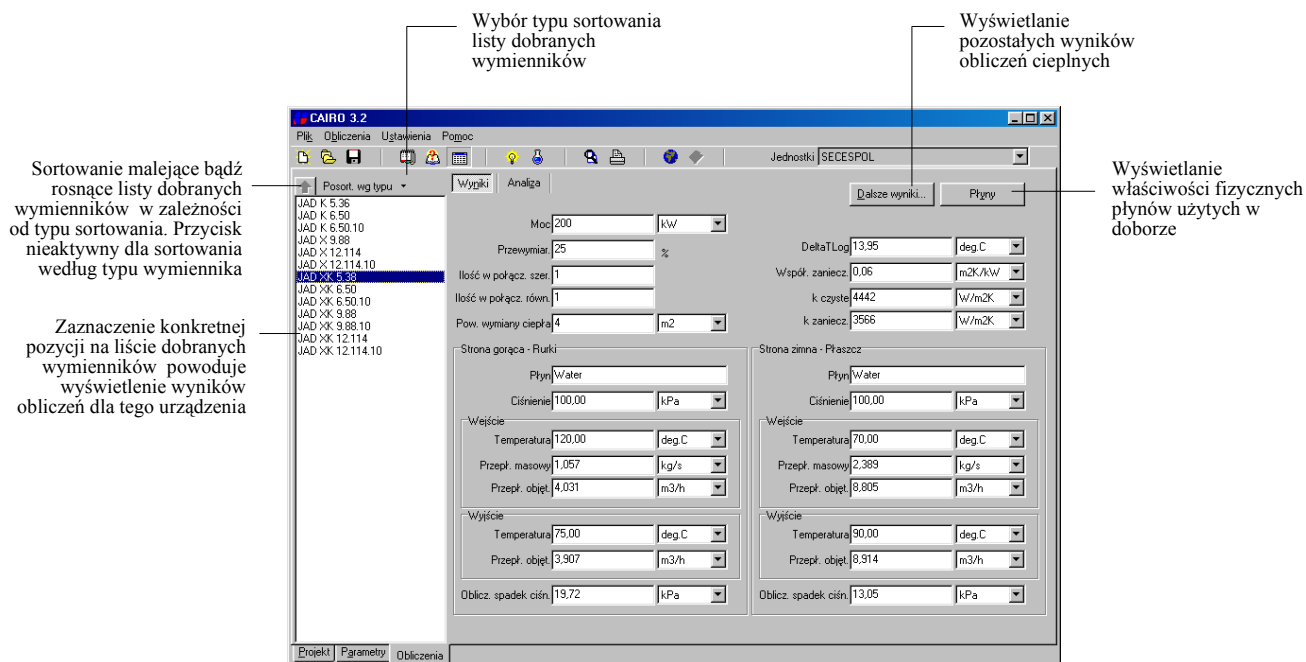 Wybór typu sortowania
listy dobranych
wymienników
Wyświetlanie
pozostałych wyników
obliczeń cieplnych
Sortowanie malejące bądź
rosnące listy dobranych
wymienników w zależności
od typu sortowania. Przycisk
nieaktywny dla sortowania
według typu wymiennika
Zaznaczenie konkretnej
pozycji na liście dobranych
wymienników powoduje
wyświetlenie wyników
obliczeń dla tego urządzenia
Wyświetlanie
właściwości fizycznych
płynów użytych w
doborze
CAIRO 3.2
Plik Obliczenia Ustawienia Pomoc
Jednostki SECESPOL
Posort. wg typu
JAD K 5.36
JAD K 6.50
JAD K 6.50.10
JAD X 9.88
JAD X 12.114
JAD X 12.114.10
JAD XK 5.38
JAD XK 6.50
JAD XK 6.50.10
JAD XK 9.88
JAD XK 9.88.10
JAD XK 12.114
JAD XK 12.114.10
Wyniki Analiza
Dalsze wyniki... Płyny
Moc 200 kW
Przewymiar. 25 %
Ilość w połącz. szer. 1
Ilość w połącz. równ. 1
Pow. wymiany ciepła 4 m2
DeltaTLog 13,95 deg.C
Współ. zaniecz. 0,06 m2K/kW
k czyste 4442 W/m2K
k zaniecz. 3566 W/m2K
Strona gorąca - Rurki
Płyn Water
Ciśnienie 100,00 kPa
Wejście
Temperatura 120,00 deg.C
Przepł. masowy 1,057 kg/s
Przepł. objęt. 4,031 m3/h
Wyjście
Temperatura 75,00 deg.C
Przepł. objęt. 3,907 m3/h
Oblicz. spadek ciśn. 19,72 kPa
Strona zimna - Płaszcz
Płyn Water
Ciśnienie 100,00 kPa
Wejście
Temperatura 70,00 deg.C
Przepł. masowy 2,389 kg/s
Przepł. objęt. 8,805 m3/h
Wyjście
Temperatura 90,00 deg.C
Przepł. objęt. 8,914 m3/h
Oblicz. spadek ciśn. 13,05 kPa
Projekt Parametry Obliczenia